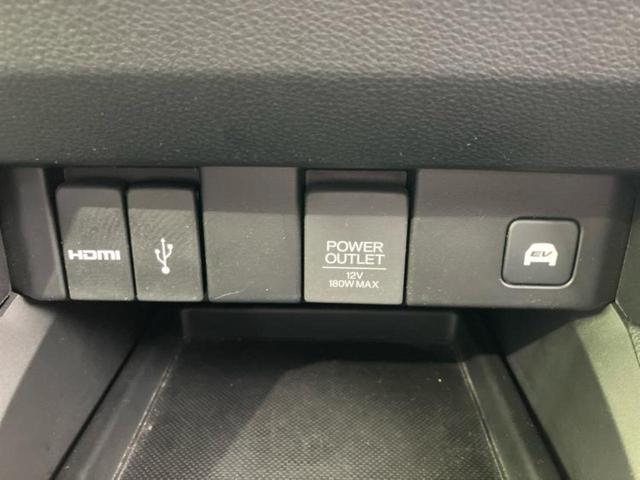 HDMI
POWER
OUTLET
12V
180W MAX
EV